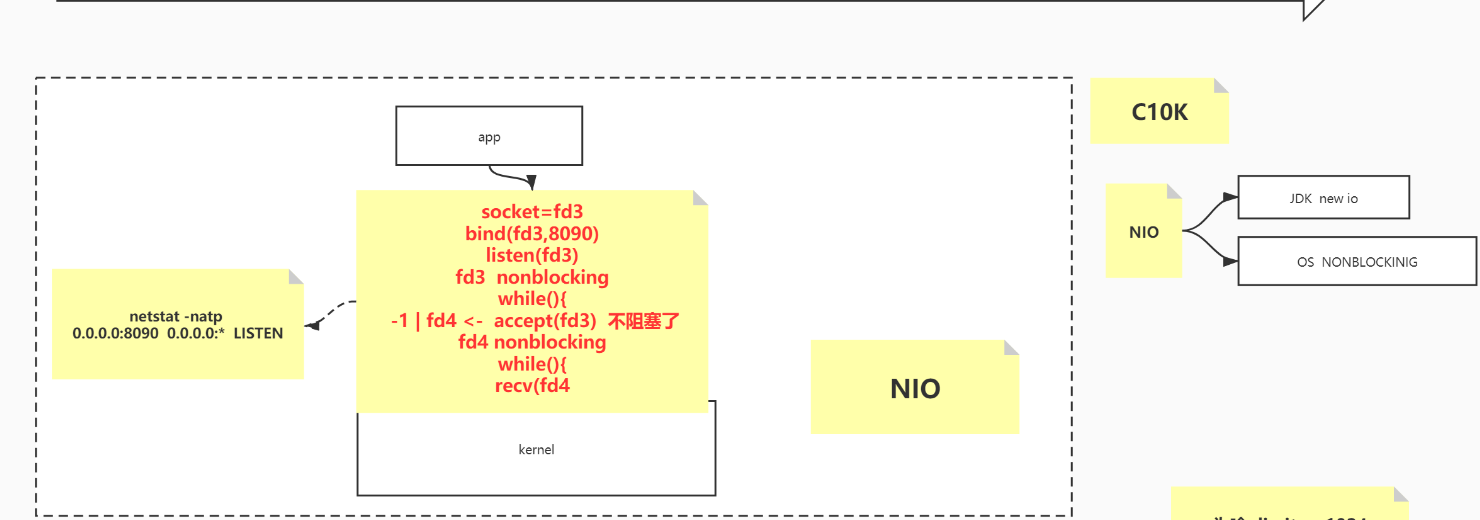 app
socket=fd3
bind(fd3,8090)
listen(fd3)
fd3 nonblocking
while(){
-1 | fd4 <- accept(fd3) 不阻塞了
fd4 nonblocking
while(){
recv(fd4
kernel
netstat -natp
0.0.0.0:8090 0.0.0.0:* LISTEN
NIO
C10K
NIO
JDK new io
OS NONBLOCKINIG